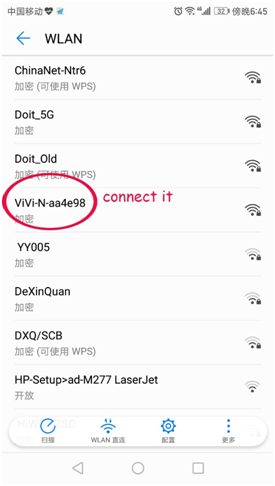 中国移动 46 32 傍晚6:45
WLAN
ChinaNet-Ntr6
加密 (可使用 WPS)
Doit_5G
加密
Doit_Old
加密 (可使用 WPS)
ViVi-N-aa4e98
connect it
加密
YY005
加密
DeXinQuan
加密
DXQ/SCB
加密 (可使用 WPS)
HP-Setup>ad-M277 LaserJet
开放
扫描 WLAN 直连 配置 更多